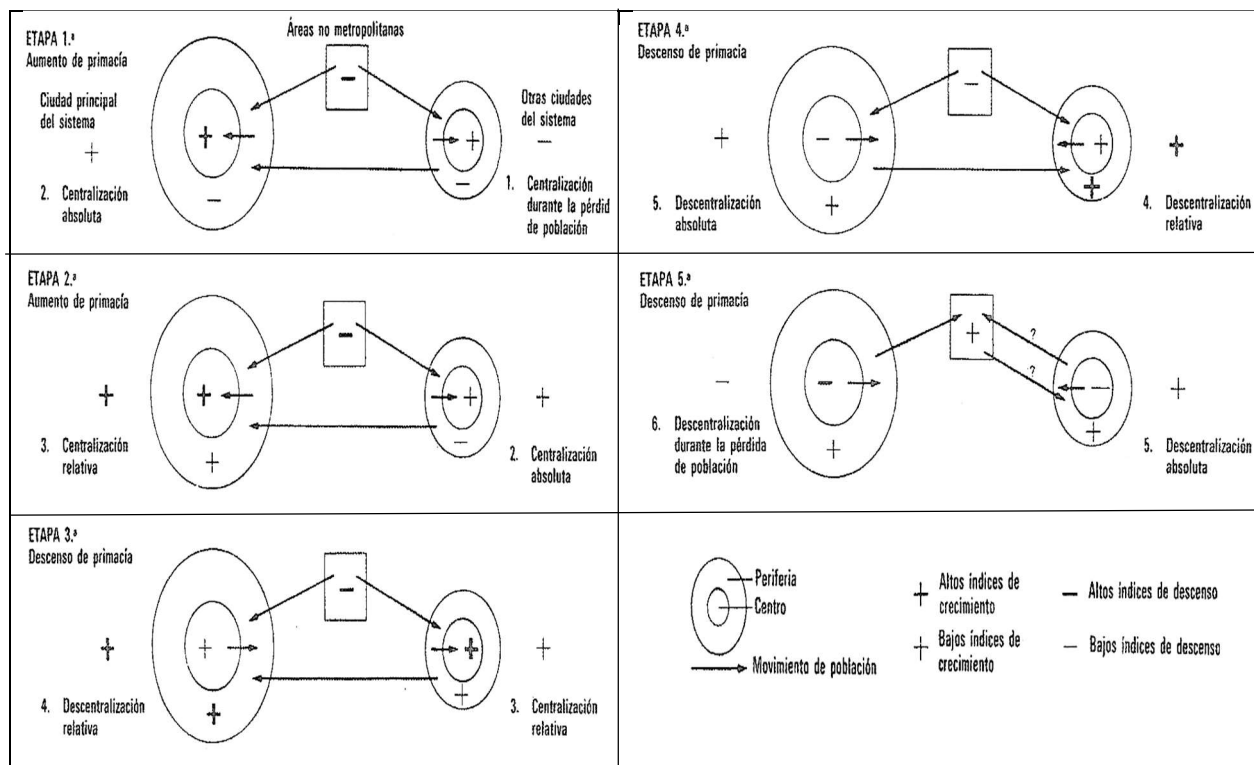 ETAPA 1.ª
Aumento de primacía
Áreas no metropolitanas
Ciudad principal
del sistema
+
2. Centralización
absoluta
+
−
−
+
−
Otras ciudades
del sistema
−
1. Centralización
durante la pérdid
de población
ETAPA 2.ª
Aumento de primacía
+
3. Centralización
relativa
+
+
−
+
−
+
2. Centralización
absoluta
ETAPA 3.ª
Descenso de primacía
+
4. Descentralización
relativa
+
+
−
+
+
+
3. Centralización
relativa
ETAPA 4.ª
Descenso de primacía
+
5. Descentralización
absoluta
−
+
−
+
+
+
4. Descentralización
relativa
ETAPA 5.ª
Descenso de primacía
−
6. Descentralización
durante la pérdida
de población
−
+
+
?
?
−
+
+
5. Descentralización
absoluta
Periferia
Centro
Movimiento de población
+ Altos índices de
crecimiento
+ Bajos índices de
crecimiento
− Altos índices de descenso
− Bajos índices de descenso